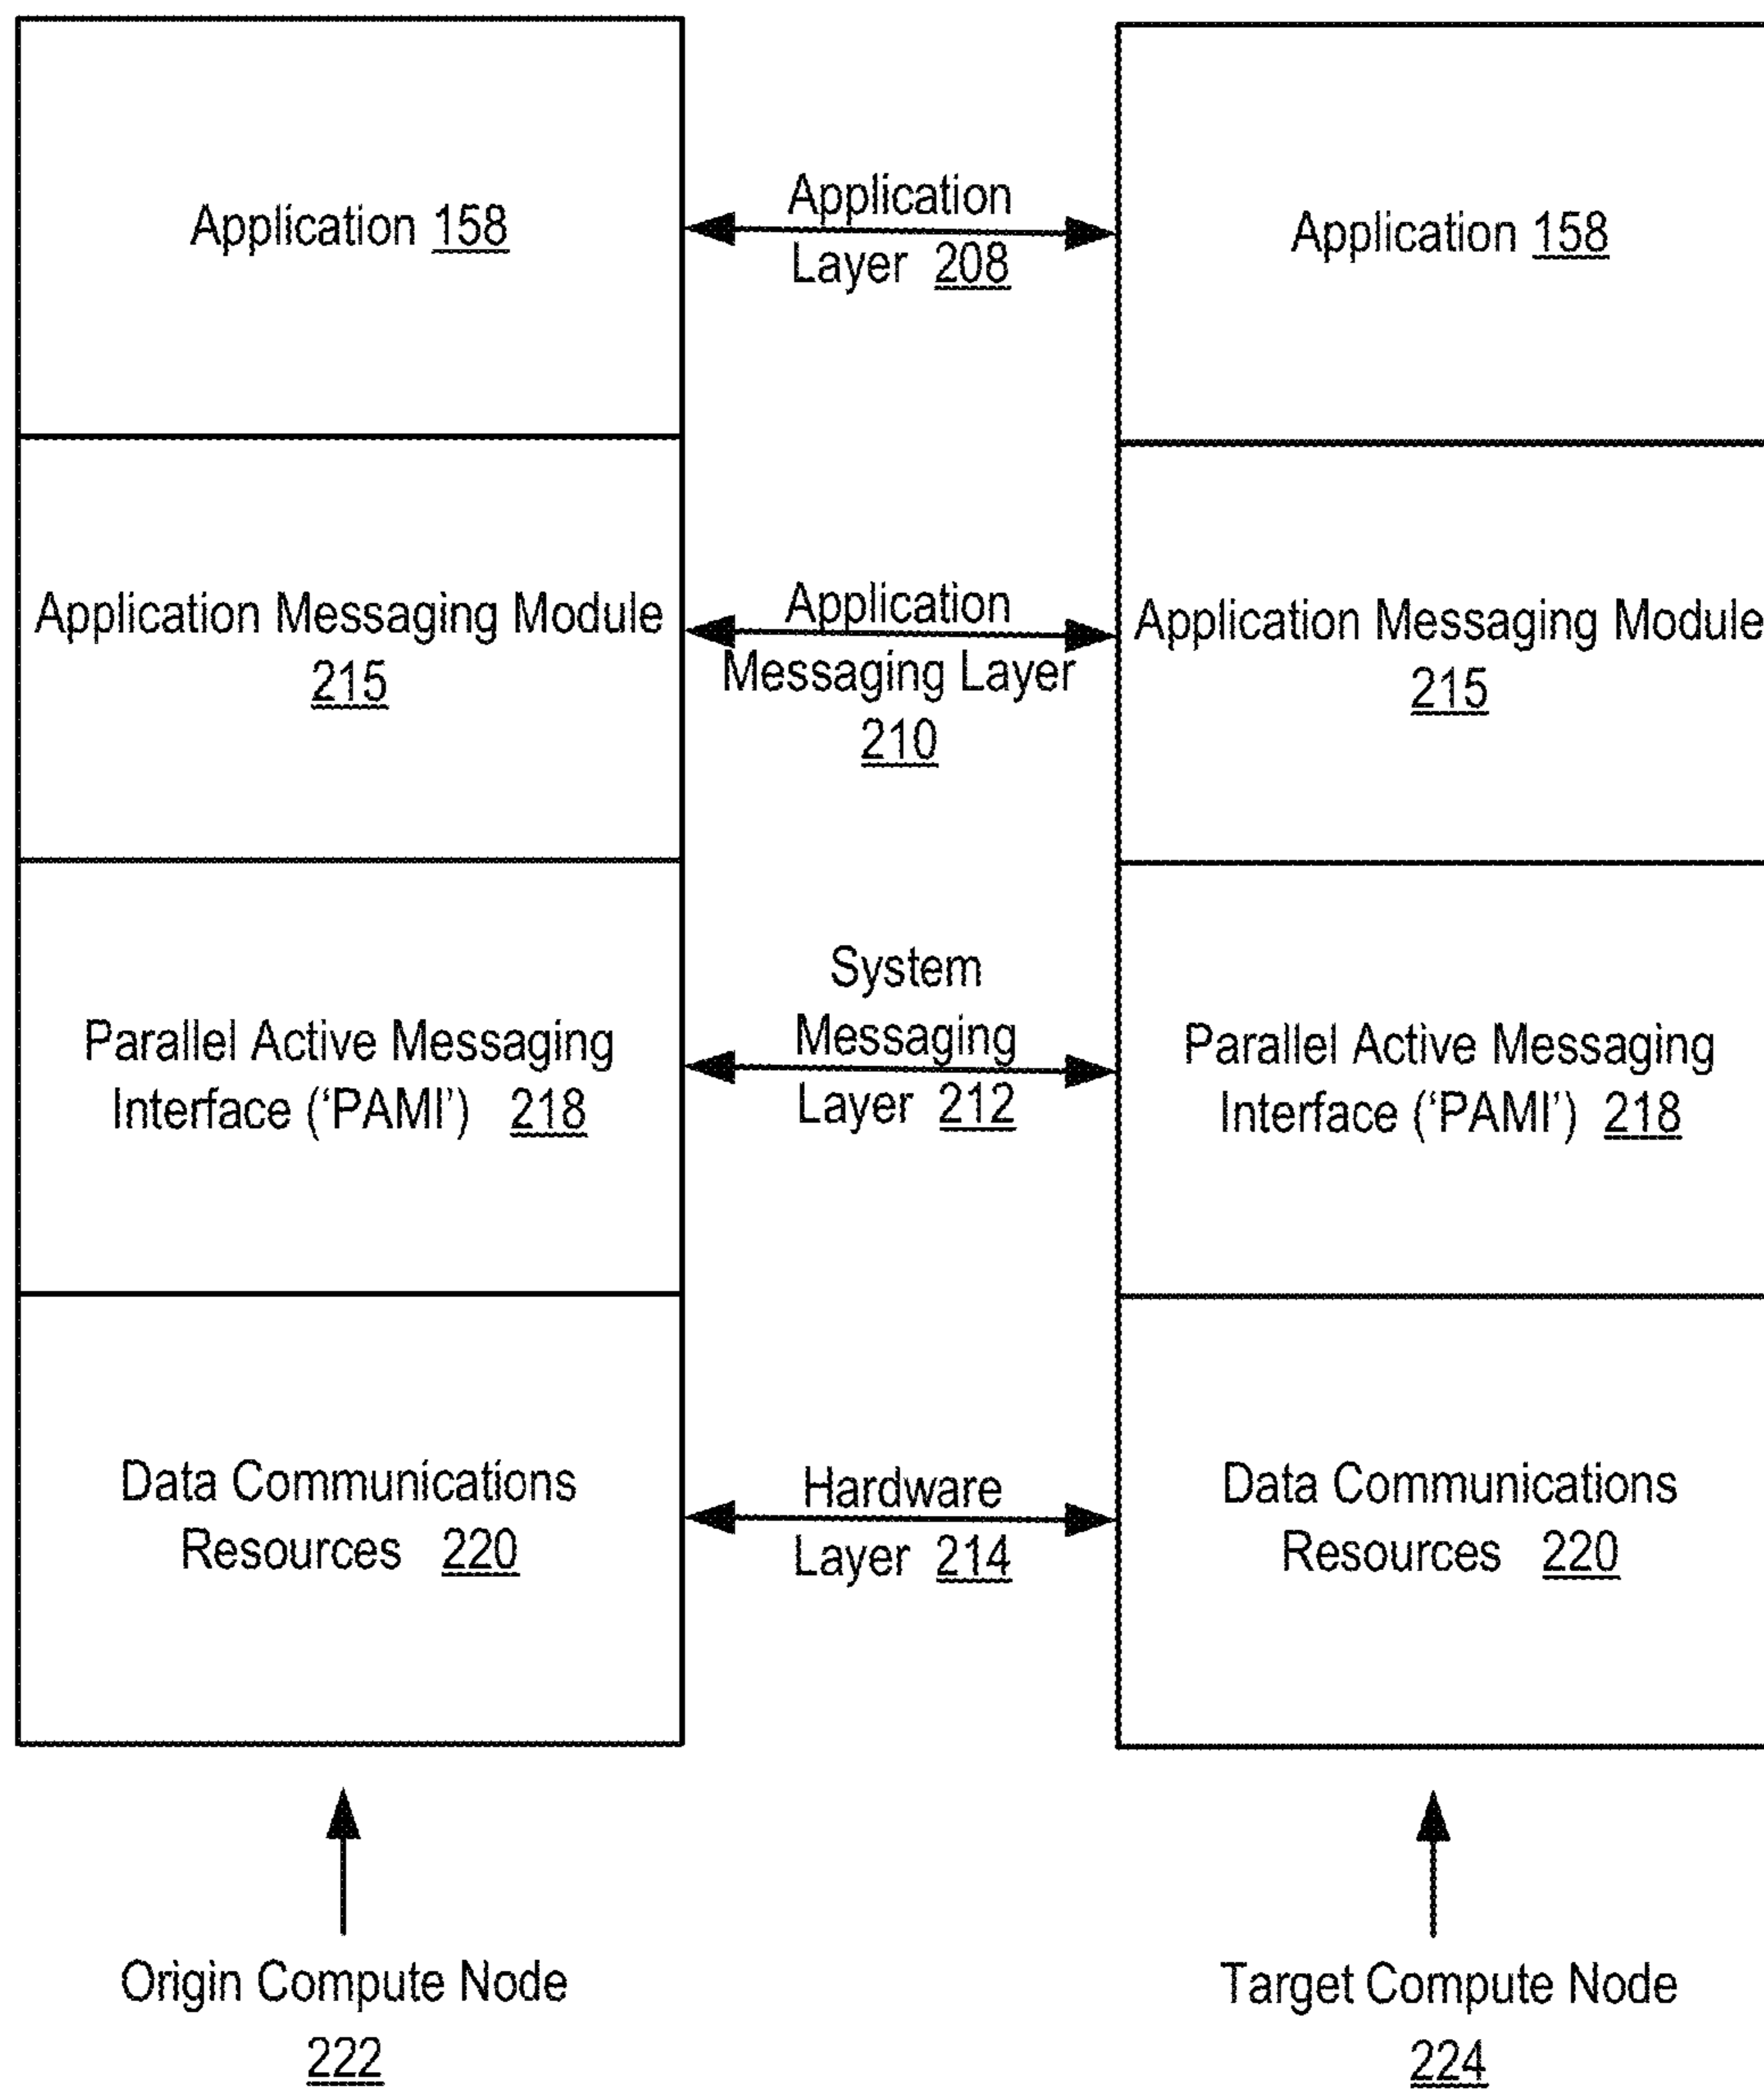 Application 158
Application
Layer 208
Application 158
Application Messaging Module
215
Application
Messaging Layer
210
Application Messaging Module
215
Parallel Active Messaging
Interface (‘PAMI’) 218
System
Messaging
Layer 212
Parallel Active Messaging
Interface (‘PAMI’) 218
Data Communications
Resources 220
Hardware
Layer 214
Data Communications
Resources 220
Origin Compute Node
222
Target Compute Node
224